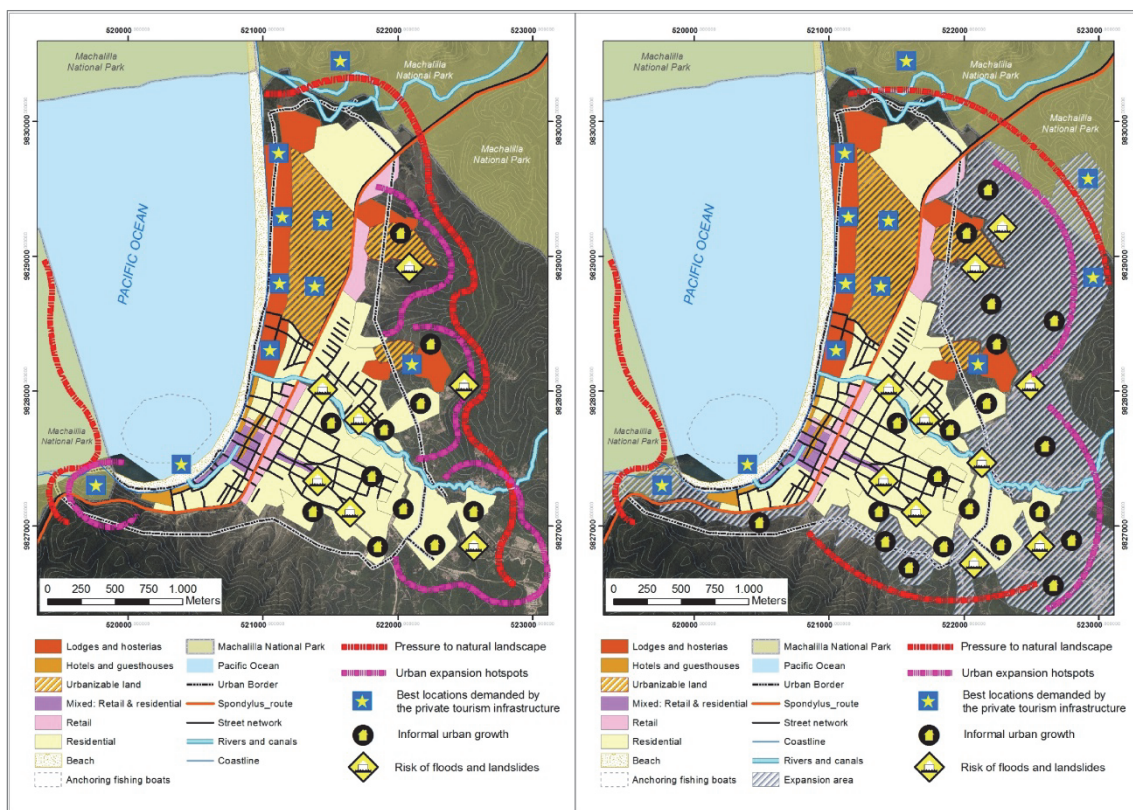 520000
521000
522000
523000
Machalilla
National Park
Machalilla
National Park
Machalilla
National Park
Machalilla
National Park
9830000
9829000
9828000
9827000
PACIFIC OCEAN
0 250 500 750 1.000
Meters
Lodges and hosterias
Hotels and guesthouses
Urbanizable land
Mixed: Retail & residential
Retail
Residential
Beach
Anchoring fishing boats
Machalilla National Park
Pacific Ocean
Urban Border
Spondylus_route
Street network
Rivers and canals
Coastline
Pressure to natural landscape
Urban expansion hotspots
Best locations demanded by
the private tourism infrastructure
Informal urban growth
Risk of floods and landslides
520000
521000
522000
523000
Machalilla
National Park
Machalilla
National Park
Machalilla
National Park
Machalilla
National Park
9830000
9829000
9828000
9827000
PACIFIC OCEAN
0 250 500 750 1.000
Meters
Lodges and hosterias
Hotels and guesthouses
Urbanizable land
Mixed: Retail & residential
Retail
Residential
Beach
Anchoring fishing boats
Machalilla National Park
Pacific Ocean
Urban Border
Spondylus_route
Street network
Coastline
Rivers and canals
Expansion area
Pressure to natural landscape
Urban expansion hotspots
Best locations demanded by
the private tourism infrastructure
Informal urban growth
Risk of floods and landslides